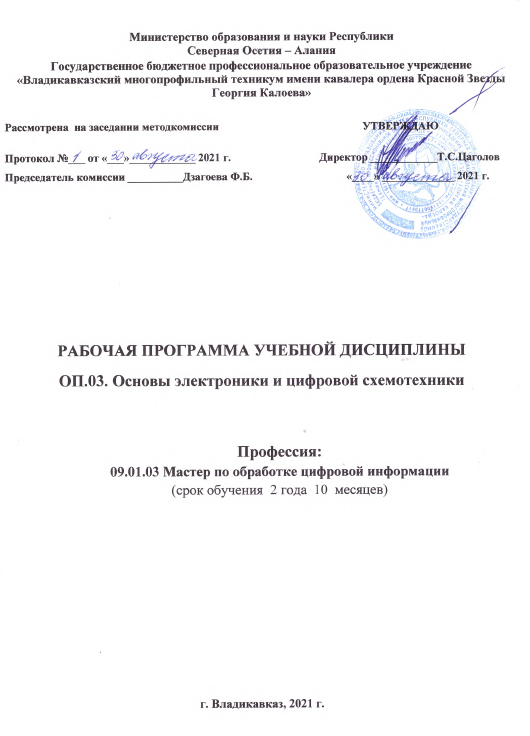 Министерство образования и науки Республики
Северная Осетия – Алания
Государственное бюджетное профессиональное образовательное учреждение
«Владикавказский многопрофильный техникум имени кавалера ордена Красной Звезды
Георгия Калоева»
Рассмотрена на заседании методкомиссии
Протокол № 1 от « 30 » августа 2021 г.
Председатель комиссии __________ Дзагоева Ф.Б.
УТВЕРЖДАЮ
Директор ____________ Т.С.Цаголов
« 30 » августа 2021 г.
РАБОЧАЯ ПРОГРАММА УЧЕБНОЙ ДИСЦИПЛИНЫ
ОП.03. Основы электроники и цифровой схемотехники
Профессия:
09.01.03 Мастер по обработке цифровой информации
(срок обучения 2 года 10 месяцев)
г. Владикавказ, 2021 г.